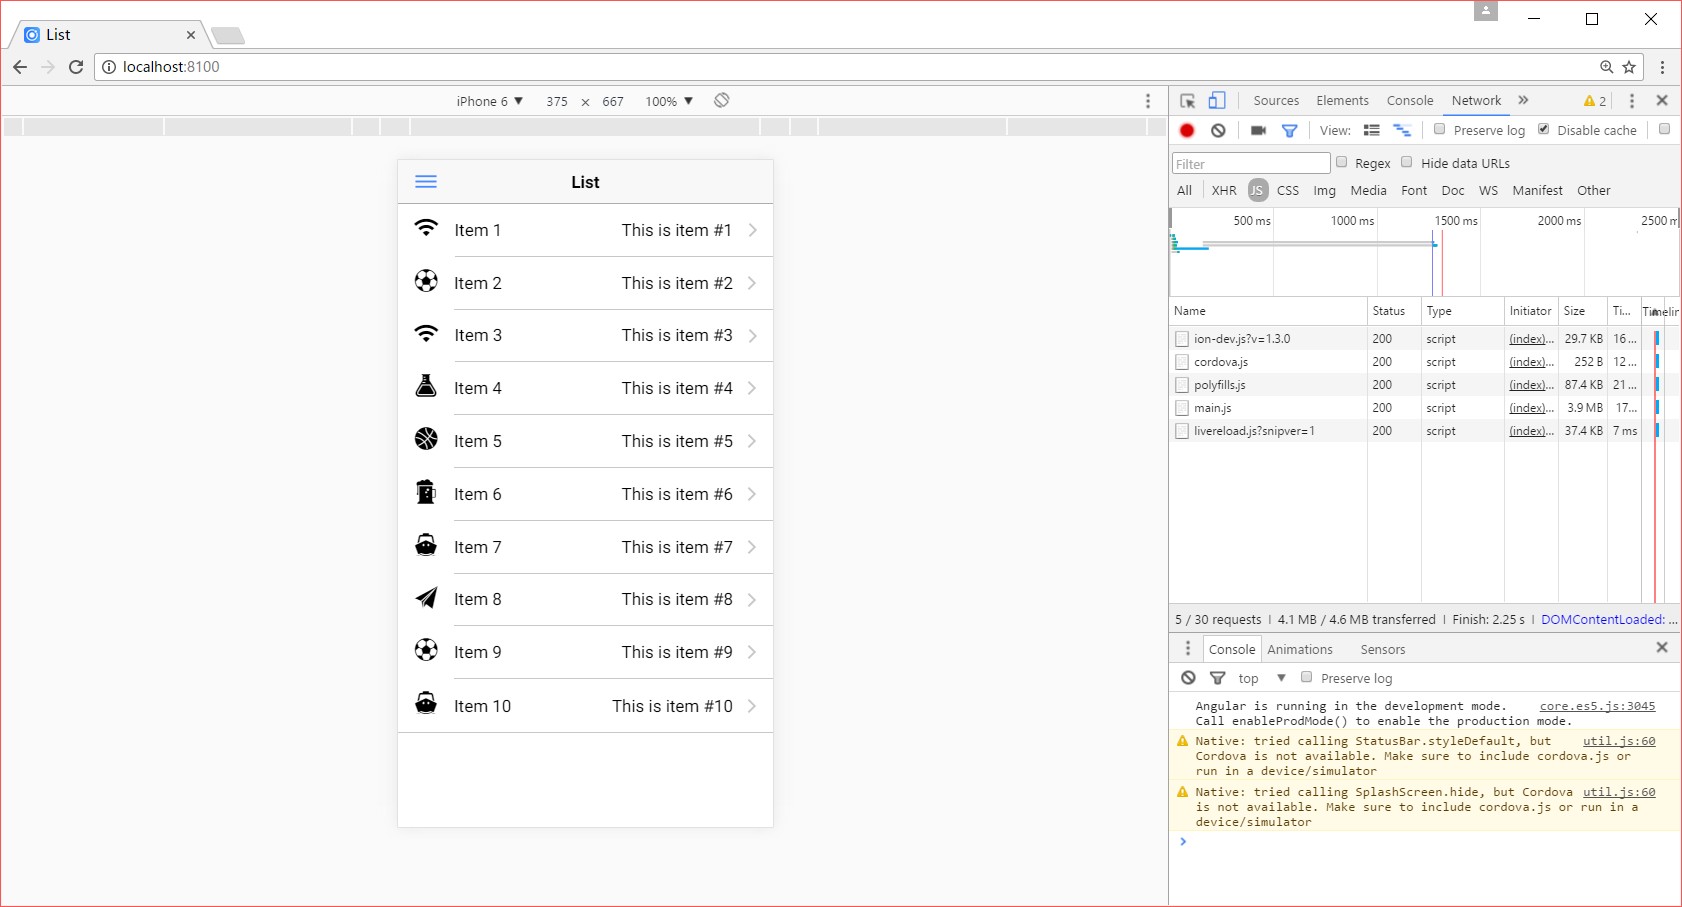 List
localhost:8100
iPhone 6 ▼ 375 × 667 100% ▼
List
Item 1 This is item #1
Item 2 This is item #2
Item 3 This is item #3
Item 4 This is item #4
Item 5 This is item #5
Item 6 This is item #6
Item 7 This is item #7
Item 8 This is item #8
Item 9 This is item #9
Item 10 This is item #10
Sources Elements Console Network » 2
View: Preserve log Disable cache
Filter Regex Hide data URLs
All XHR JS CSS Img Media Font Doc WS Manifest Other
500 ms 1000 ms 1500 ms 2000 ms 2500 m
Name Status Type Initiator Size Ti... Timelin
ion-dev.js?v=1.3.0 200 script (index)... 29.7 KB 16...
cordova.js 200 script (index)... 252 B 12...
polyfills.js 200 script (index)... 87.4 KB 21...
main.js 200 script (index)... 3.9 MB 17...
livereload.js?snipver=1 200 script (index)... 37.4 KB 7 ms
5 / 30 requests I 4.1 MB / 4.6 MB transferred I Finish: 2.25 s I DOMContentLoaded: ...
Console Animations Sensors
top ▼ Preserve log
Angular is running in the development mode. core.es5.js:3045
Call enableProdMode() to enable the production mode.
Native: tried calling StatusBar.styleDefault, but util.js:60
Cordova is not available. Make sure to include cordova.js or
run in a device/simulator
Native: tried calling SplashScreen.hide, but Cordova util.js:60
is not available. Make sure to include cordova.js or run in a
device/simulator